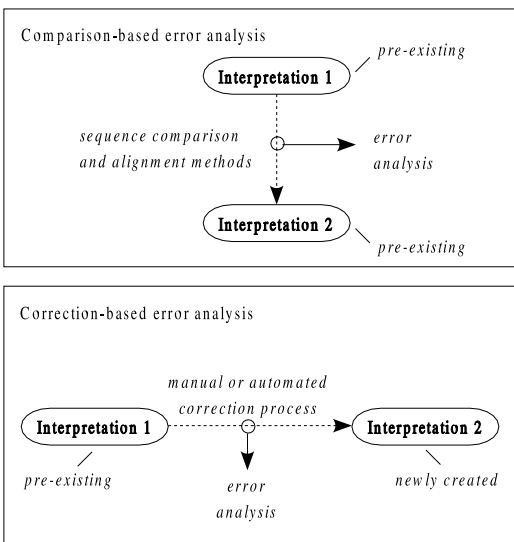 Comparison-based error analysis
pre-existing
Interpretation 1
sequence comparison
and alignment methods
error
analysis
Interpretation 2
pre-existing
Correction-based error analysis
manual or automated
correction process
Interpretation 1
Interpretation 2
pre-existing
error
analysis
newly created